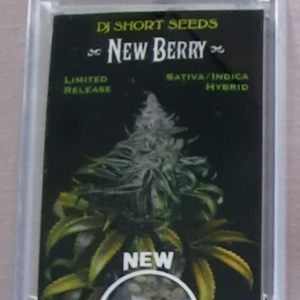 DJ SHORT SEEDS
NEW BERRY
LIMITED RELEASE
SATIVA/INDICA HYBRID
NEW